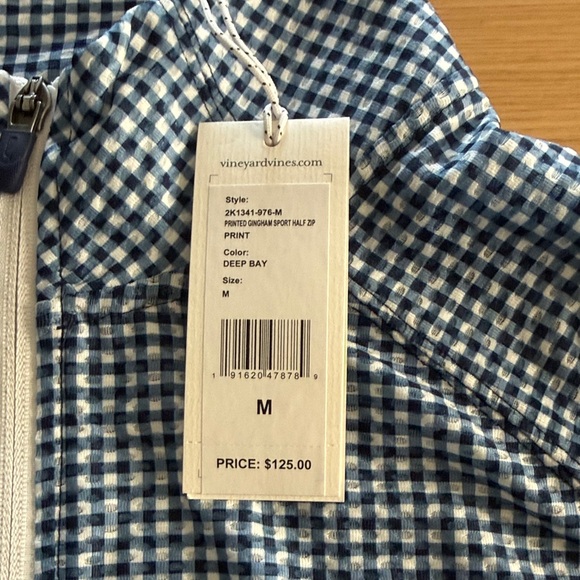 vineyardvines.com
Style:
2K1341-976-M
PRINTED GINGHAM SPORT HALF ZIP
PRINT
Color:
DEEP BAY
Size:
M
1 91620 47878 9
M
PRICE: $125.00